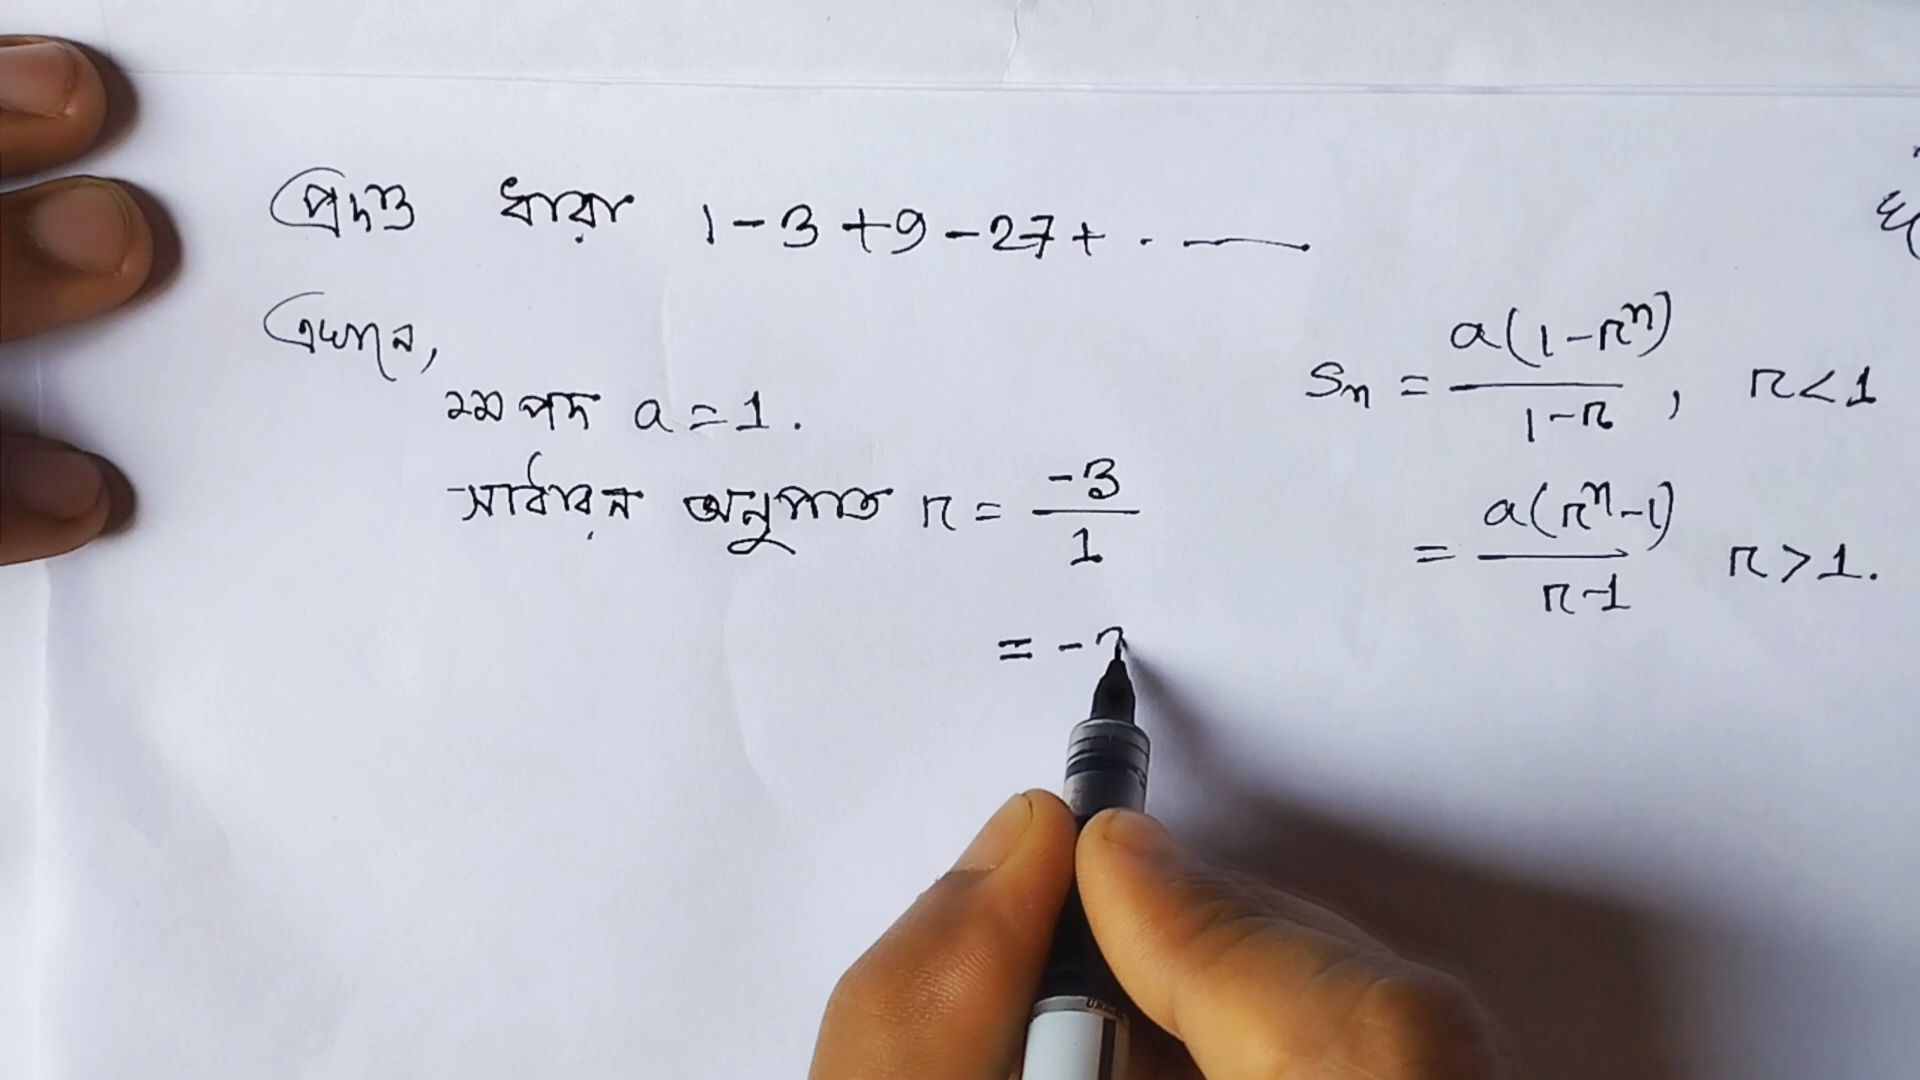 প্রদত্ত ধারা 1-3+9-27+.——
এখানে,
১ম পদ a=1.
সাধারন অনুপাত r = -3/1
= -3
Sn = a(1-r^n)/1-r , r<1
= a(r^n-1)/r-1 r>1.